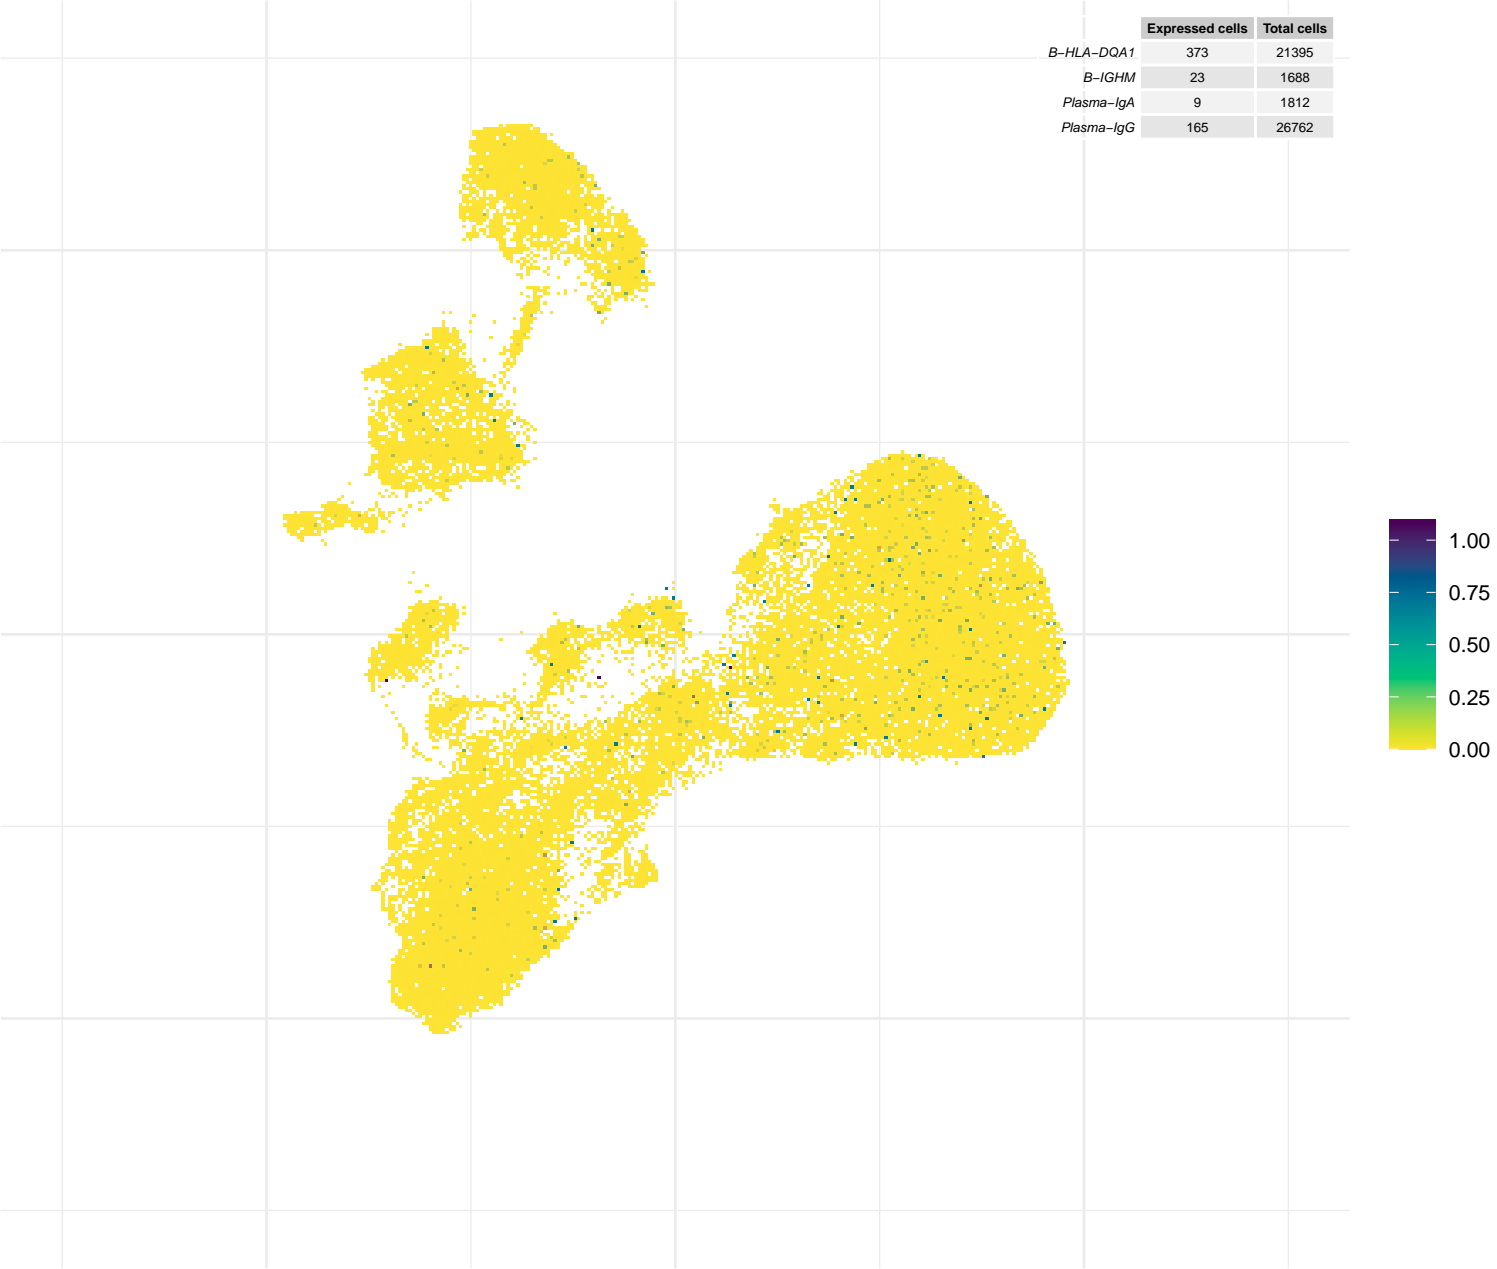 Expressed cells Total cells
B−HLA−DQA1 373 21395
B−IGHM 23 1688
Plasma−IgA 9 1812
Plasma−IgG 165 26762
1.00
0.75
0.50
0.25
0.00